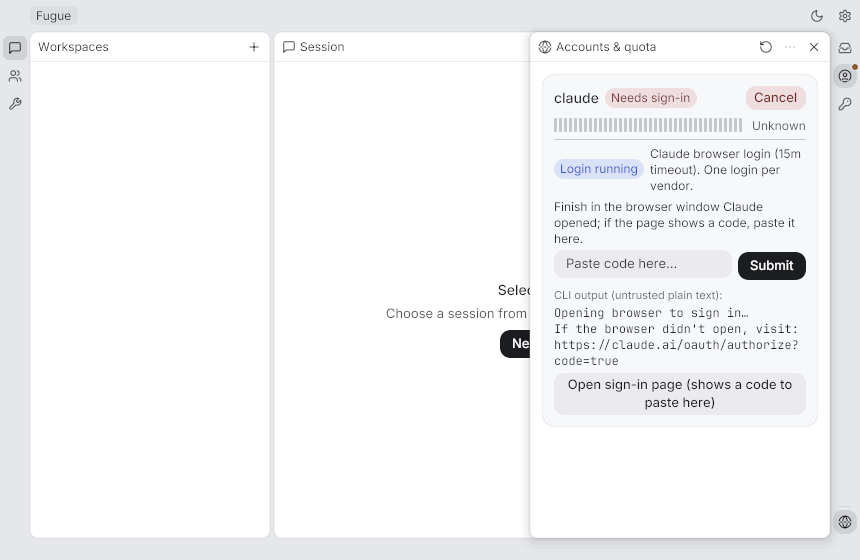 Fugue
Workspaces
Session
Accounts & quota
claude
Needs sign-in
Cancel
Unknown
Login running
Claude browser login (15m
timeout). One login per
vendor.
Finish in the browser window Claude
opened; if the page shows a code, paste it
here.
Paste code here...
Submit
CLI output (untrusted plain text):
Opening browser to sign in…
If the browser didn't open, visit:
https://claude.ai/oauth/authorize?
code=true
Open sign-in page (shows a code to
paste here)
Selec
Choose a session from
Ne